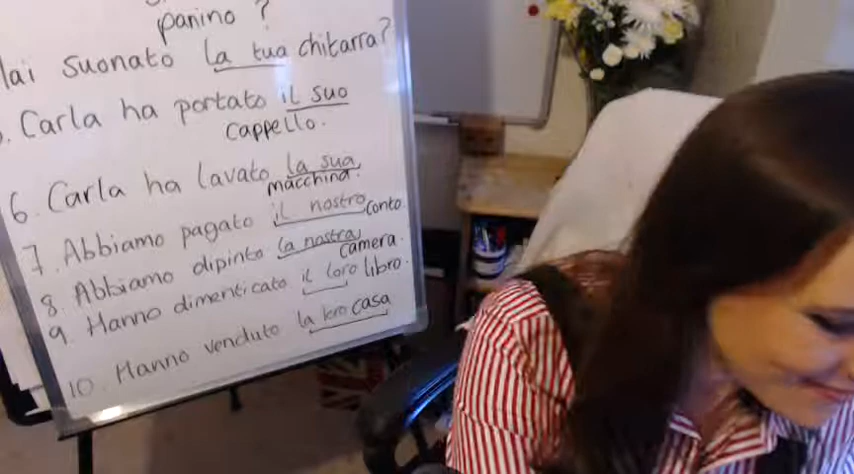 panino ?
Hai suonato la tua chitarra?
Carla ha portato il suo
cappello.
6. Carla ha lavato la sua
macchina.
7. Abbiamo pagato il nostro conto.
8. Abbiamo dipinto la nostra
camera.
9. Hanno dimenticato il loro libro.
10. Hanno venduto la loro casa